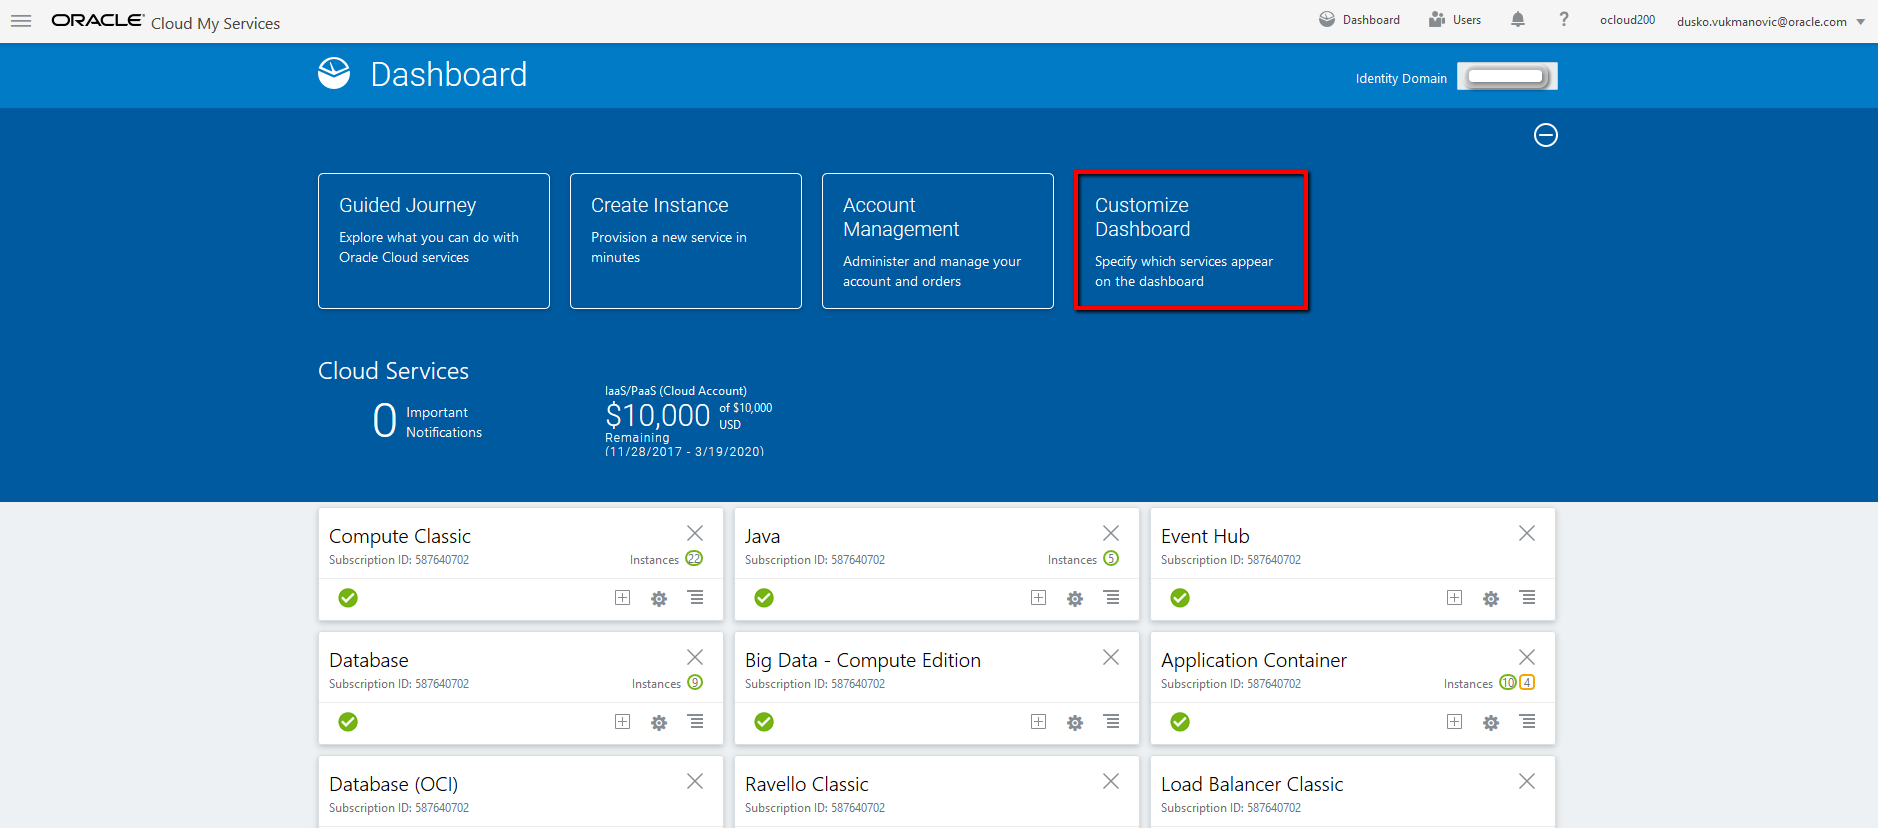 ORACLE Cloud My Services
Dashboard
Users
?
ocloud200
dusko.vukmanovic@oracle.com
Dashboard
Identity Domain
Guided Journey
Explore what you can do with
Oracle Cloud services
Create Instance
Provision a new service in
minutes
Account
Management
Administer and manage your
account and orders
Customize
Dashboard
Specify which services appear
on the dashboard
Cloud Services
0 Important
Notifications
IaaS/PaaS (Cloud Account)
$10,000 of $10,000
USD
Remaining
(11/28/2017 - 3/19/2020)
Compute Classic
Subscription ID: 587640702
Instances 22
Java
Subscription ID: 587640702
Instances 5
Event Hub
Subscription ID: 587640702
Database
Subscription ID: 587640702
Instances 9
Big Data - Compute Edition
Subscription ID: 587640702
Application Container
Subscription ID: 587640702
Instances 10 4
Database (OCI)
Subscription ID: 587640702
Ravello Classic
Subscription ID: 587640702
Load Balancer Classic
Subscription ID: 587640702